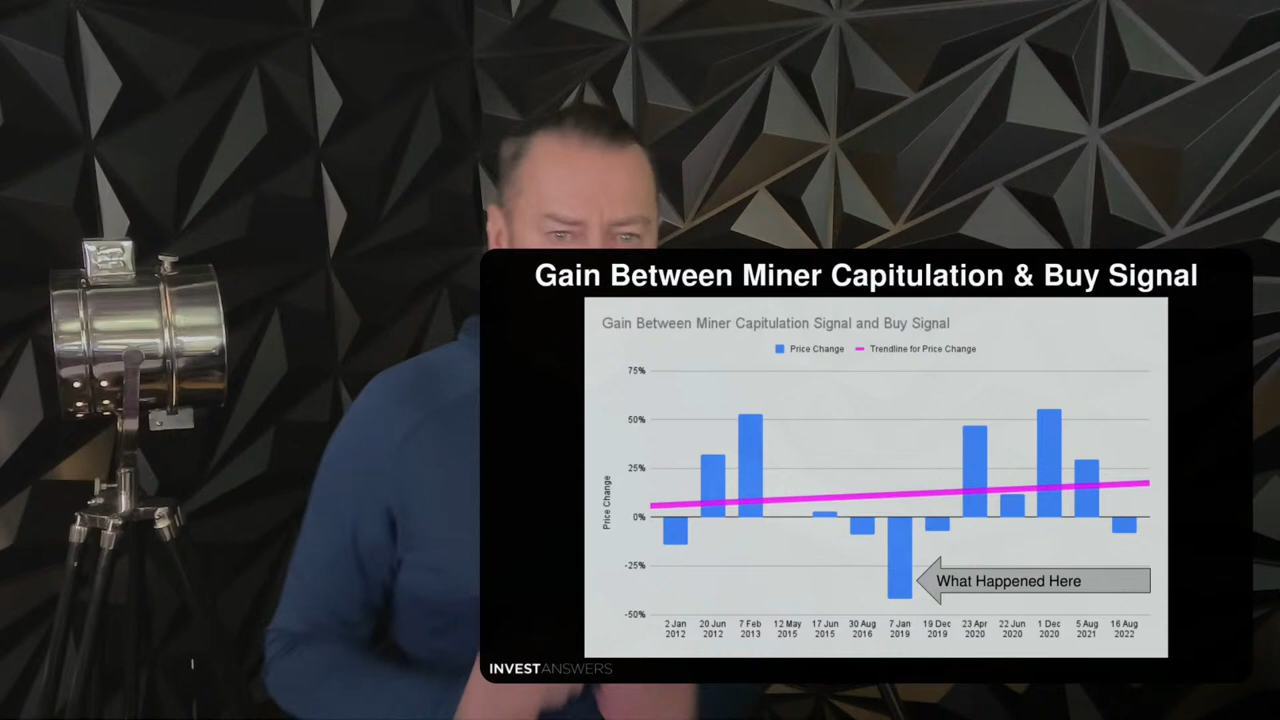 Gain Between Miner Capitulation & Buy Signal
Gain Between Miner Capitulation Signal and Buy Signal
Price Change
Trendline for Price Change
75%
50%
25%
0%
-25%
-50%
Price Change
What Happened Here
2 Jan 2012
20 Jun 2012
7 Feb 2013
12 May 2015
17 Jun 2015
30 Aug 2016
7 Jan 2019
19 Dec 2019
23 Apr 2020
22 Jun 2020
1 Dec 2020
5 Aug 2021
16 Aug 2022
INVESTANSWERS